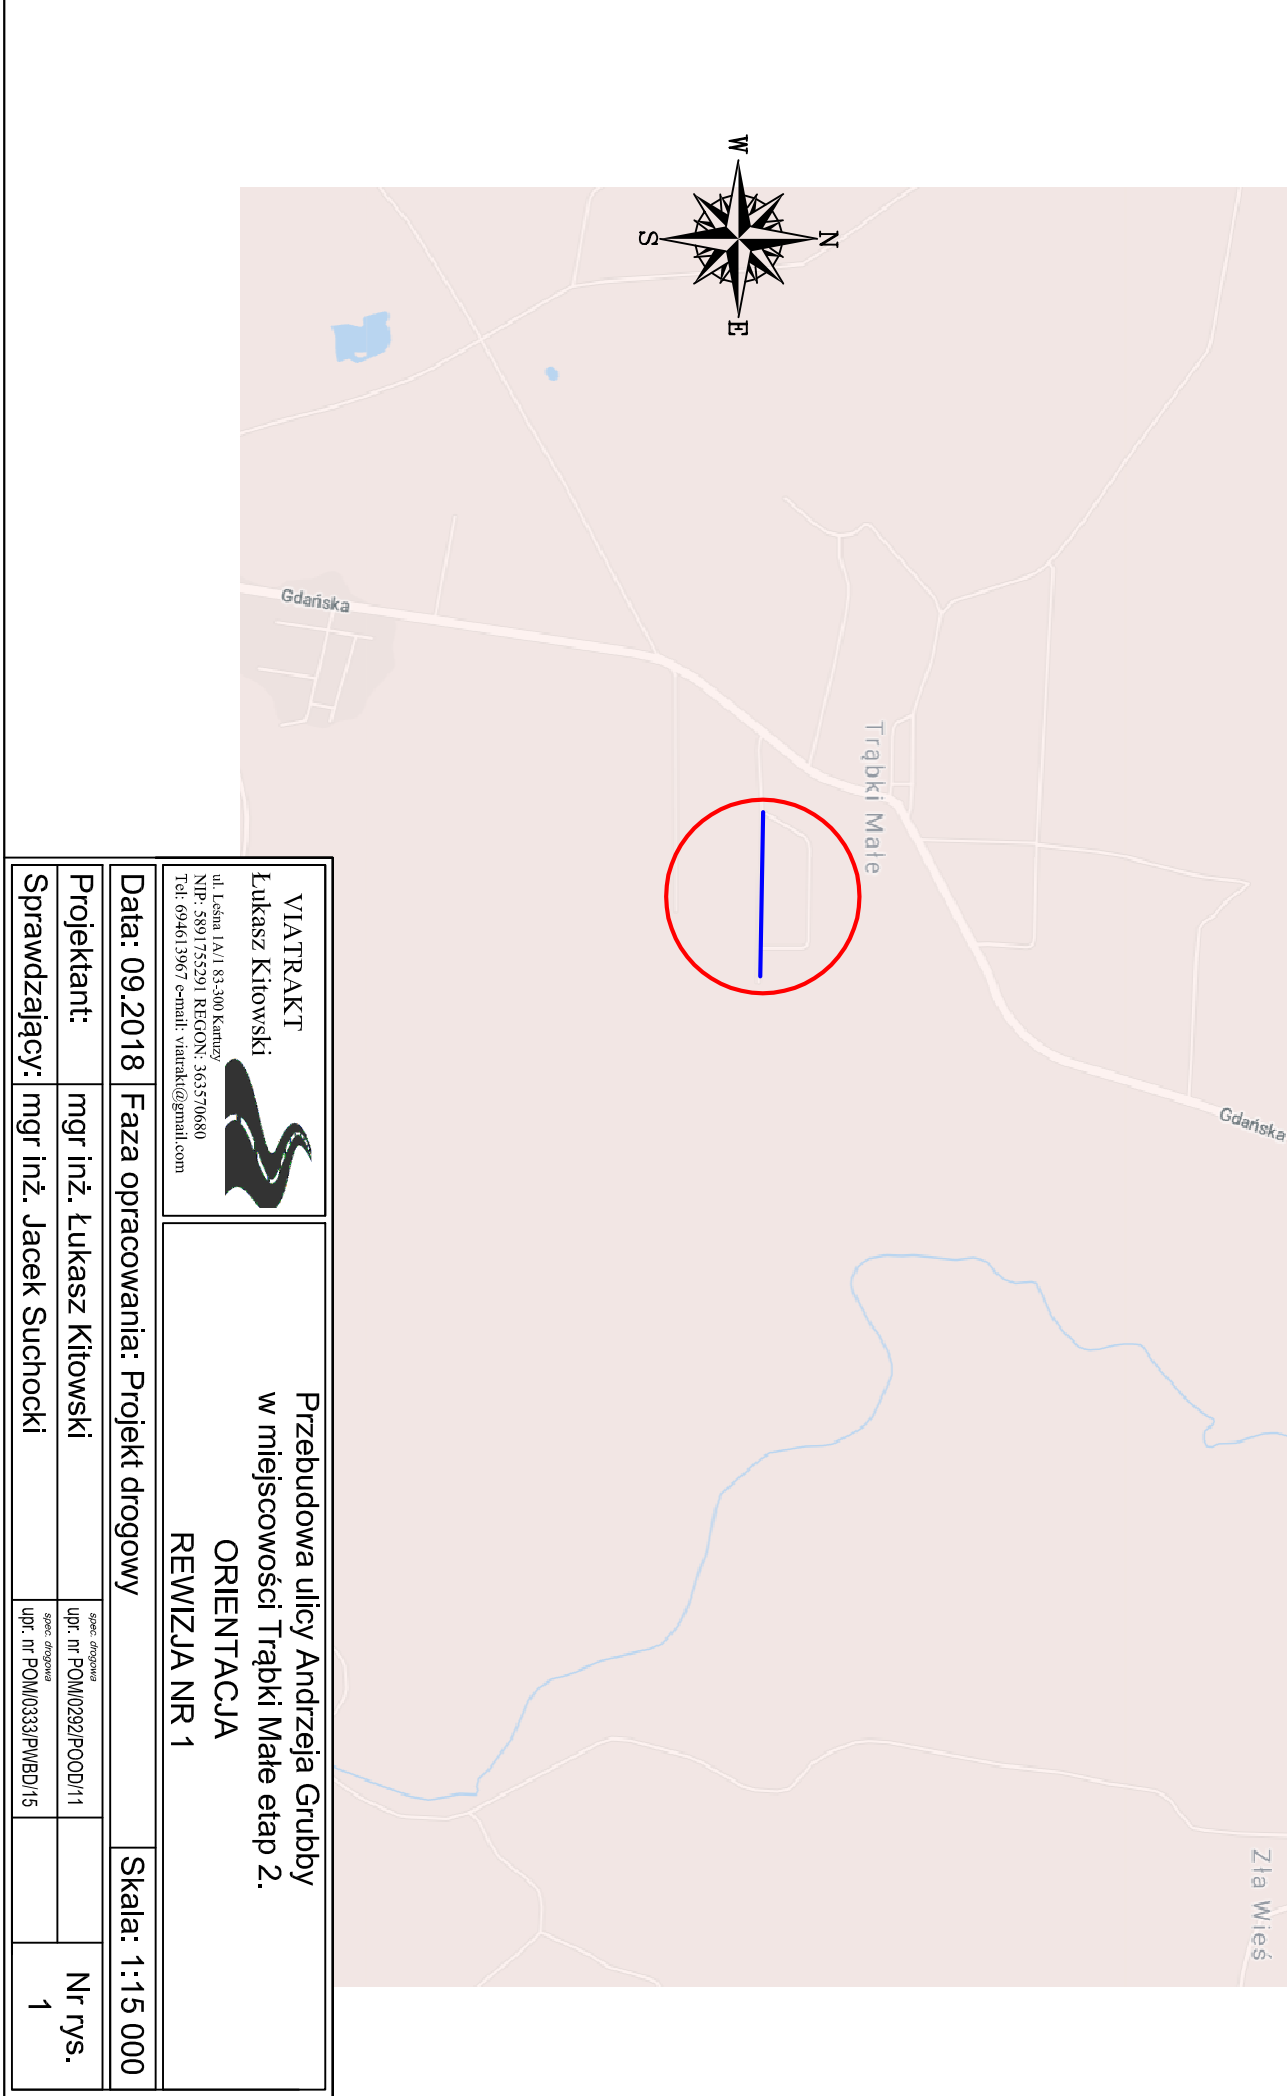 W
N
S
E
Gdańska
Trąbki Małe
Gdańska
Zła Wieś
VIATRAKT
Łukasz Kitowski
ul. Leśna 1A/1 83-300 Kartuzy
NIP: 5891755291 REGON: 363570680
Tel: 694613967 e-mail: viatrakt@gmail.com
Przebudowa ulicy Andrzeja Grubby
w miejscowości Trąbki Małe etap 2.
ORIENTACJA
REWIZJA NR 1
Data: 09.2018 Faza opracowania: Projekt drogowy Skala: 1:15 000
Projektant: mgr inż. Łukasz Kitowski
spec. drogowa
upr. nr POM/0292/POOD/11
Sprawdzający: mgr inż. Jacek Suchocki
spec. drogowa
upr. nr POM/0333/PWBD/15
Nr rys.
1